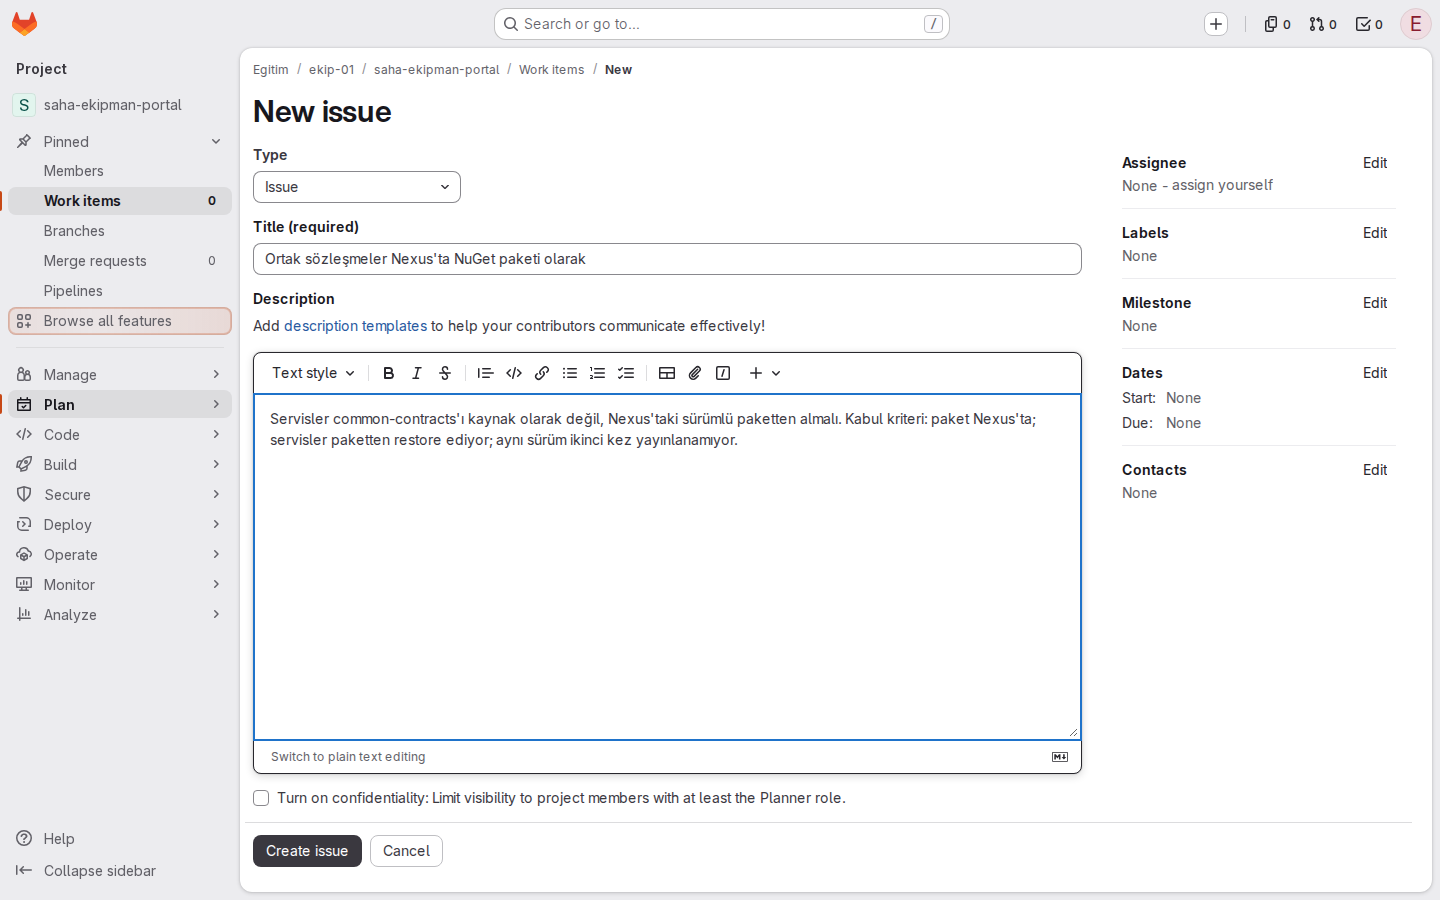 Search or go to...
/
0
0
0
E
Project
S
saha-ekipman-portal
Pinned
Members
Work items
0
Branches
Merge requests
0
Pipelines
Browse all features
Manage
Plan
Code
Build
Secure
Deploy
Operate
Monitor
Analyze
Help
Collapse sidebar
Egitim / ekip-01 / saha-ekipman-portal / Work items / New
New issue
Type
Issue
Title (required)
Ortak sözleşmeler Nexus'ta NuGet paketi olarak
Description
Add description templates to help your contributors communicate effectively!
Text style
Servisler common-contracts'ı kaynak olarak değil, Nexus'taki sürümlü paketten almalı. Kabul kriteri: paket Nexus'ta;
servisler paketten restore ediyor; aynı sürüm ikinci kez yayınlanamıyor.
Switch to plain text editing
Turn on confidentiality: Limit visibility to project members with at least the Planner role.
Create issue
Cancel
Assignee
Edit
None - assign yourself
Labels
Edit
None
Milestone
Edit
None
Dates
Edit
Start: None
Due: None
Contacts
Edit
None